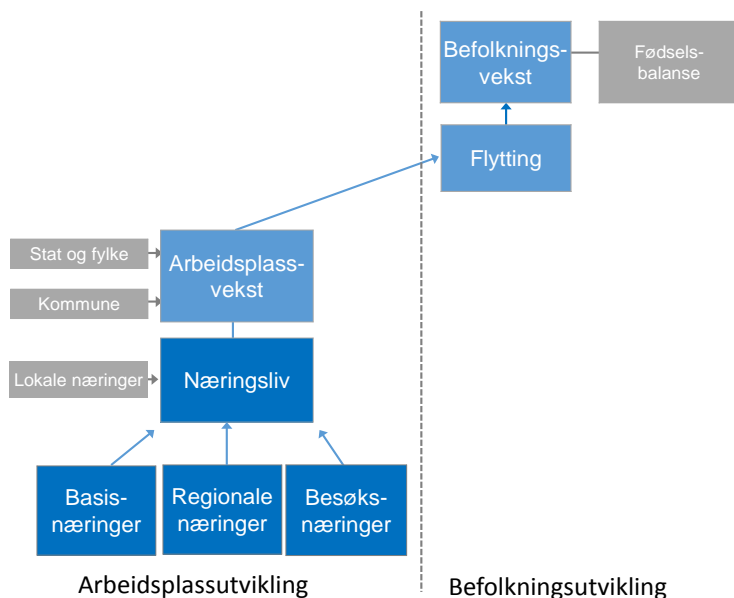 Befolknings-
vekst
Fødsels-
balanse
Flytting
Stat og fylke
Arbeidsplass-
vekst
Kommune
Lokale næringer
Næringsliv
Basis-
næringer
Regionale
næringer
Besøks-
næringer
Arbeidsplassutvikling
Befolkningsutvikling